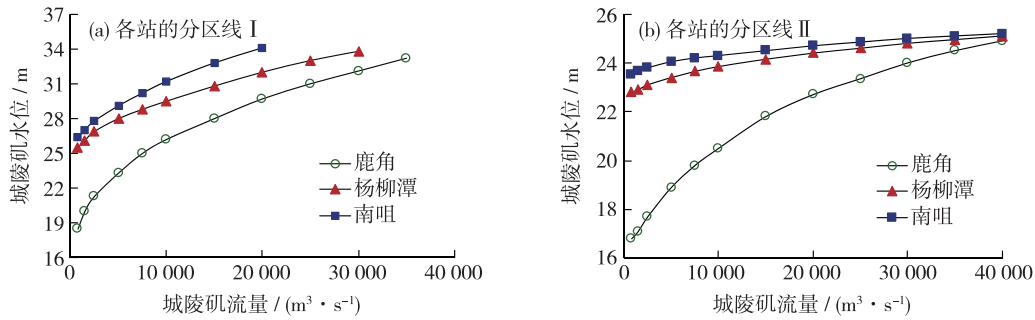 (a) 各站的分区线 Ⅰ
37
34
31
28
25
22
19
16
城陵矶水位 / m
鹿角
杨柳潭
南咀
0
10 000
20 000
30 000
40 000
城陵矶流量 / (m³・s⁻¹)
(b) 各站的分区线 Ⅱ
26
24
22
20
18
16
城陵矶水位 / m
鹿角
杨柳潭
南咀
0
10 000
20 000
30 000
40 000
城陵矶流量 / (m³・s⁻¹)